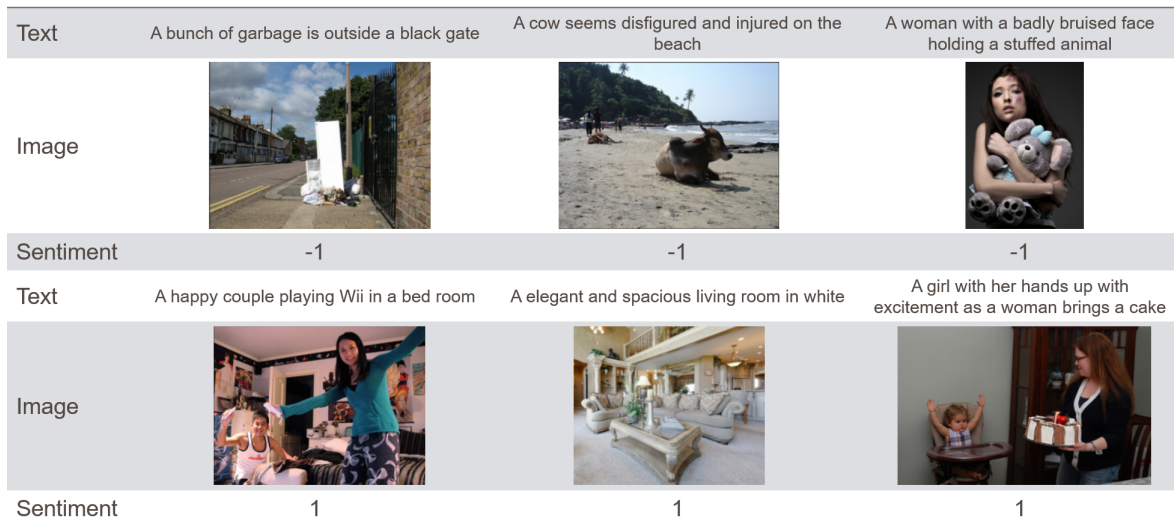 Text
A bunch of garbage is outside a black gate
A cow seems disfigured and injured on the
beach
A woman with a badly bruised face
holding a stuffed animal
Image
Sentiment
-1
-1
-1
Text
A happy couple playing Wii in a bed room
A elegant and spacious living room in white
A girl with her hands up with
excitement as a woman brings a cake
Image
Sentiment
1
1
1